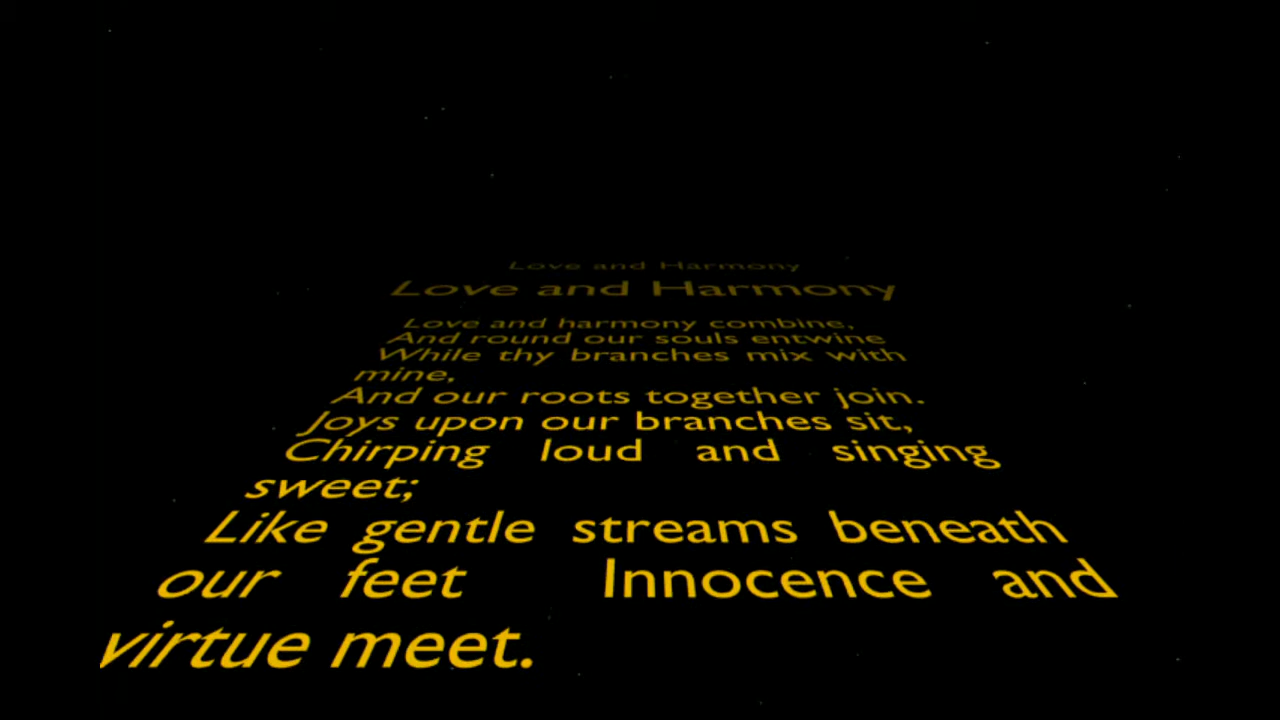 Love and Harmony
Love and Harmony
Love and harmony combine,
And round our souls entwine
While thy branches mix with
mine,
And our roots together join.
Joys upon our branches sit,
Chirping loud and singing
sweet;
Like gentle streams beneath
our feet Innocence and
virtue meet.